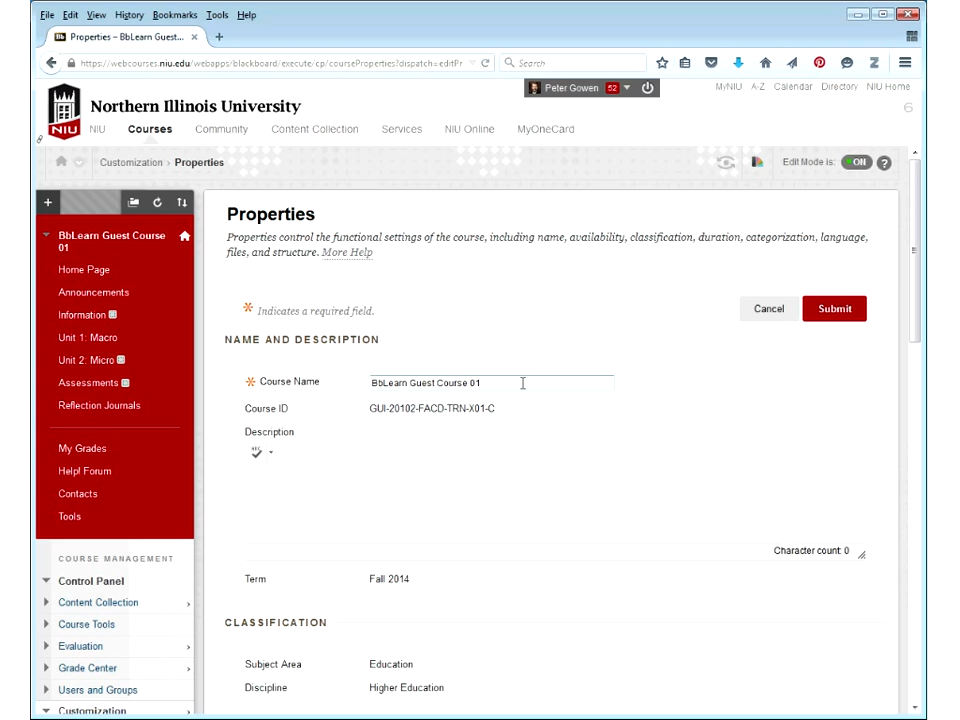 File Edit View History Bookmarks Tools Help
Properties – BbLearn Guest... × +
https://webcourses.niu.edu/webapps/blackboard/execute/cp/courseProperties?dispatch=editPr
Search
Peter Gowen 52
MyNIU A-Z Calendar Directory NIU Home
Northern Illinois University
6
NIU
NIU Courses Community Content Collection Services NIU Online MyOneCard
Customization › Properties
Edit Mode is: ON ?
BbLearn Guest Course
01
Home Page
Announcements
Information
Unit 1: Macro
Unit 2: Micro
Assessments
Reflection Journals
My Grades
Help! Forum
Contacts
Tools
COURSE MANAGEMENT
Control Panel
Content Collection
Course Tools
Evaluation
Grade Center
Users and Groups
Customization
Properties
Properties control the functional settings of the course, including name, availability, classification, duration, categorization, language,
files, and structure. More Help
Indicates a required field.
Cancel Submit
NAME AND DESCRIPTION
Course Name BbLearn Guest Course 01
Course ID GUI-20102-FACD-TRN-X01-C
Description
Character count: 0
Term Fall 2014
CLASSIFICATION
Subject Area Education
Discipline Higher Education